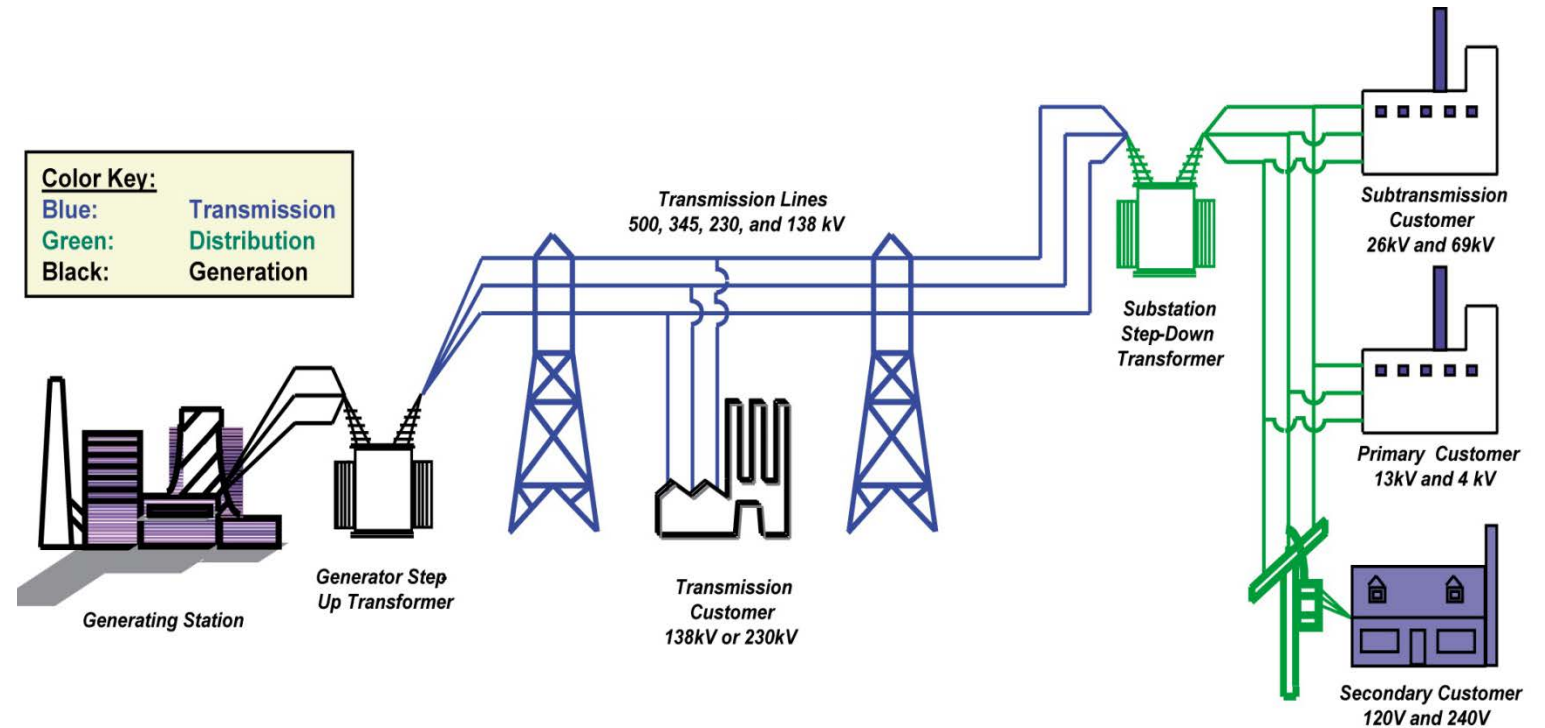 Color Key:
Blue: Transmission
Green: Distribution
Black: Generation
Transmission Lines
500, 345, 230, and 138 kV
Generating Station
Generator Step
Up Transformer
Transmission
Customer
138kV or 230kV
Substation
Step-Down
Transformer
Subtransmission
Customer
26kV and 69kV
Primary Customer
13kV and 4 kV
Secondary Customer
120V and 240V